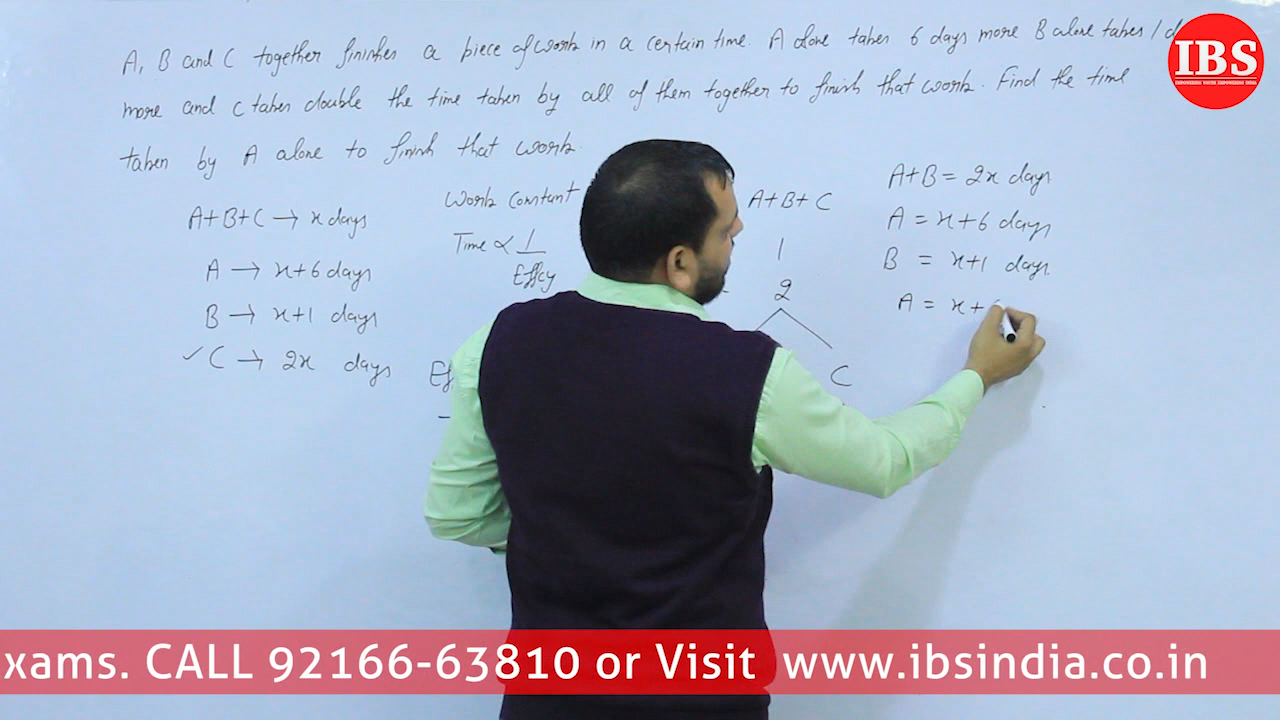 A, B and C together finishes a piece of work in a certain time. A alone takes 6 days more B alone takes 1 d
more and C takes double the time taken by all of them together to finish that work. Find the time
taken by A alone to finish that work.
A+B+C → x days
A → x+6 days
B → x+1 days
✓C → 2x days
Work Constant
Time ∝ 1/Effcy
Ef
A+B+C
1
2
C
A+B = 2x days
A = x+6 days
B = x+1 days
A = x+
IBS
xams. CALL 92166-63810 or Visit www.ibsindia.co.in